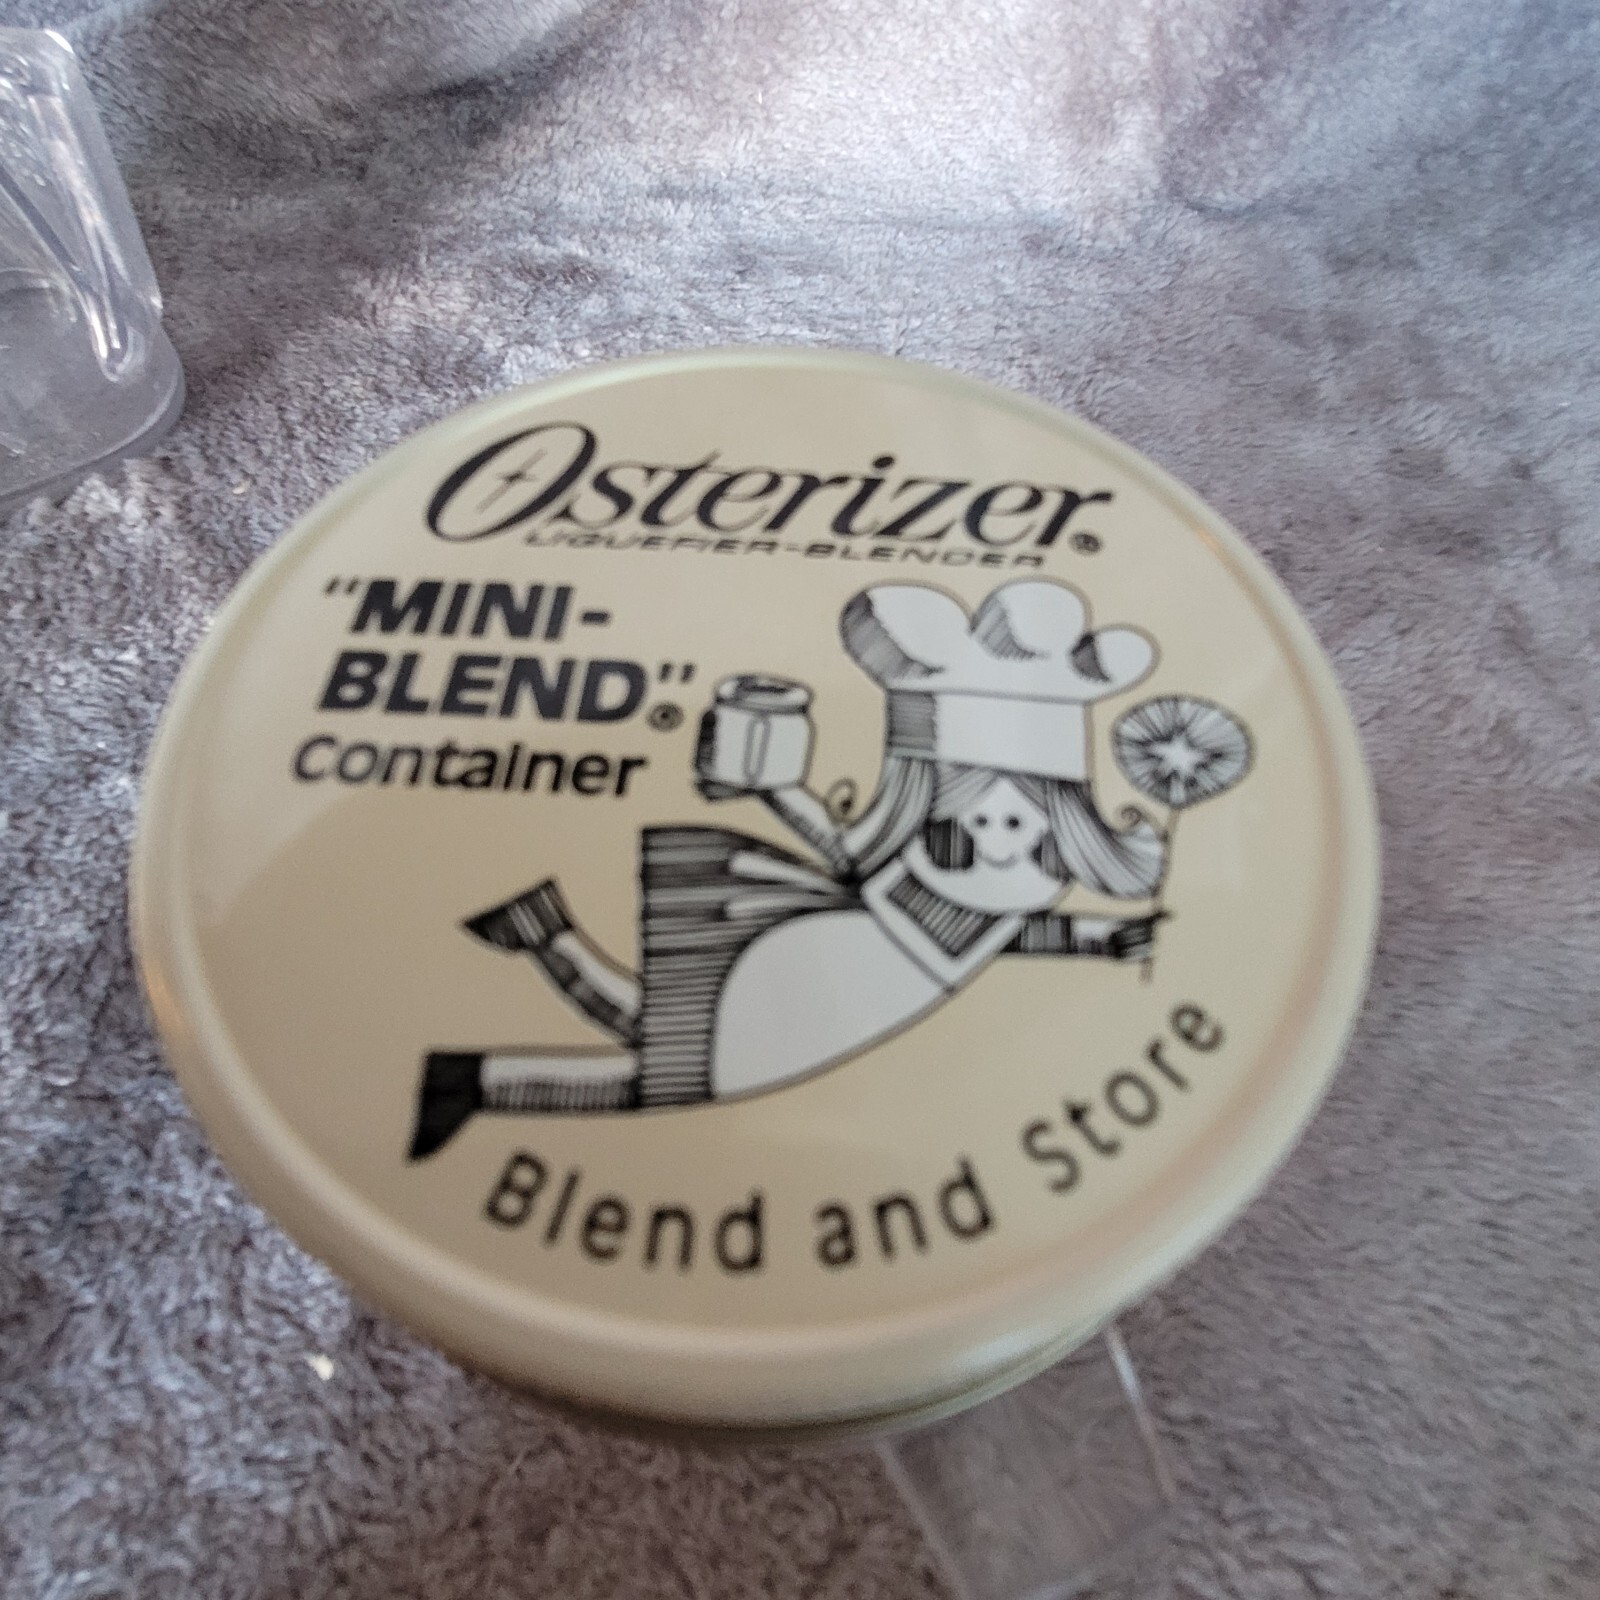 Osterizer®
LIQUEFIER-BLENDER
"MINI-
BLEND"®
Container
Blend and Store